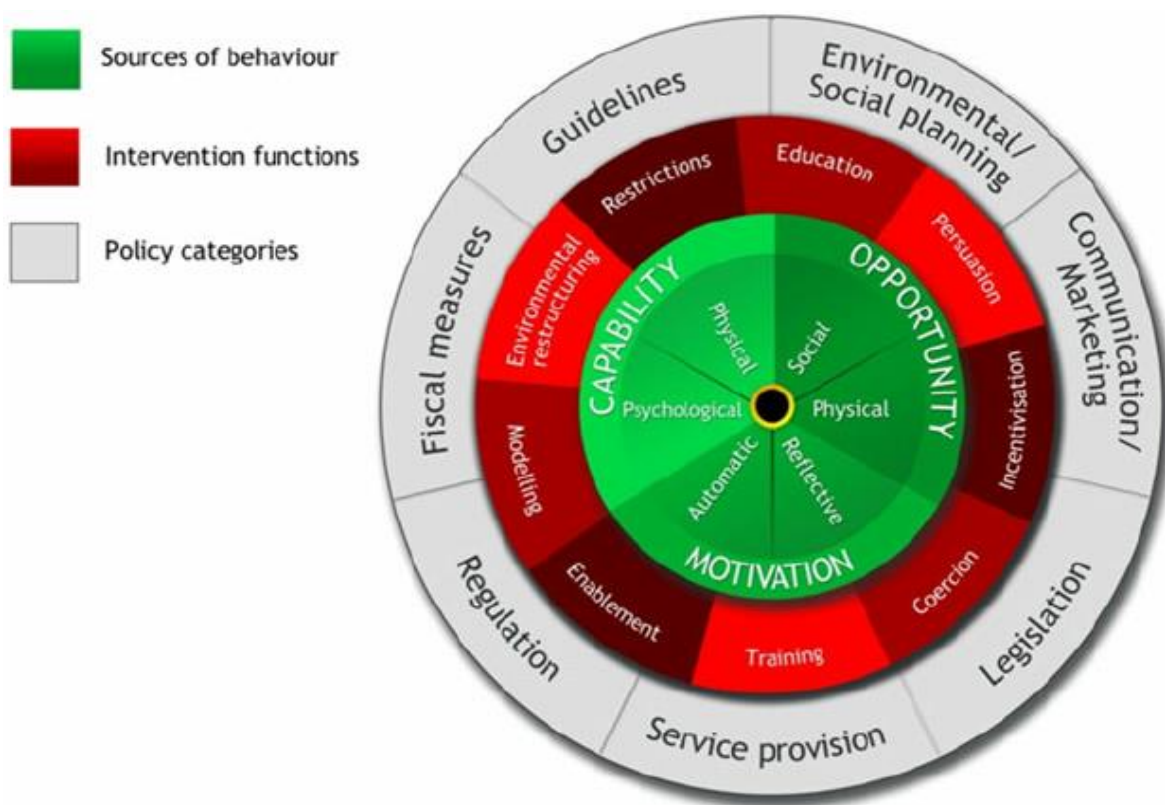 Sources of behaviour
Intervention functions
Policy categories
Guidelines
Environmental/
Social planning
Communication/
Marketing
Legislation
Service provision
Regulation
Fiscal measures
Restrictions
Education
Persuasion
Incentivisation
Coercion
Training
Enablement
Modelling
Environmental
restructuring
CAPABILITY
OPPORTUNITY
MOTIVATION
Physical
Social
Psychological
Physical
Automatic
Reflective